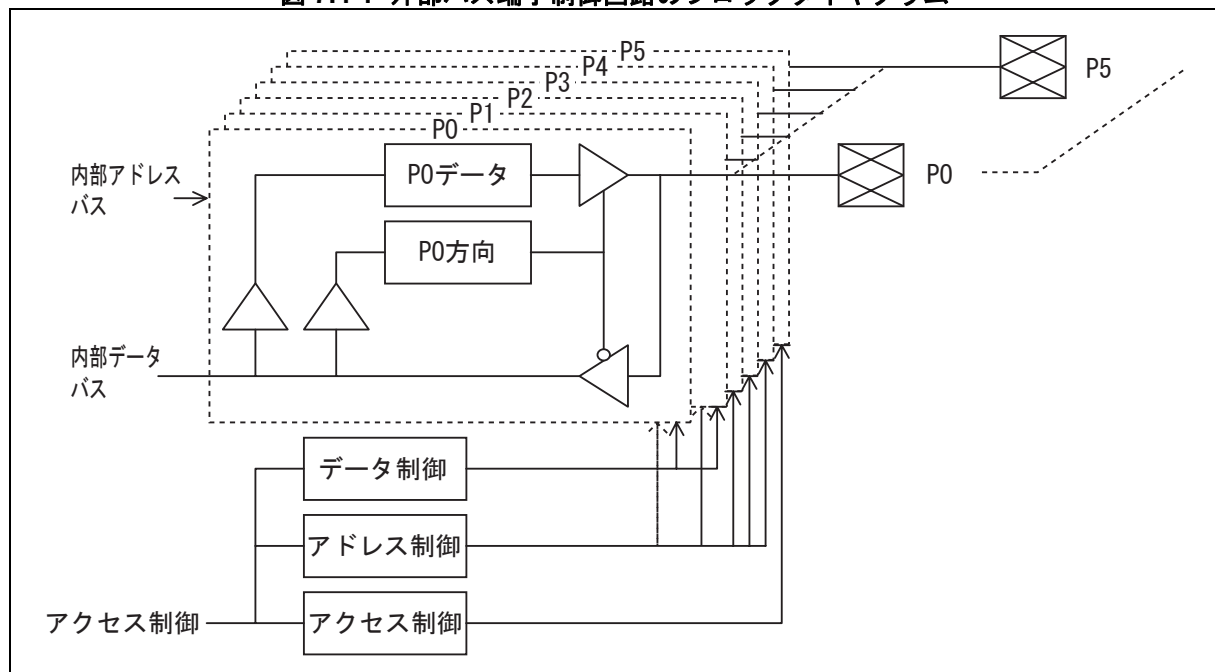 P5
P4
P3
P2
P1
P0
P5
P0
内部アドレス
バス
P0データ
P0方向
内部データ
バス
データ制御
アドレス制御
アクセス制御
アクセス制御